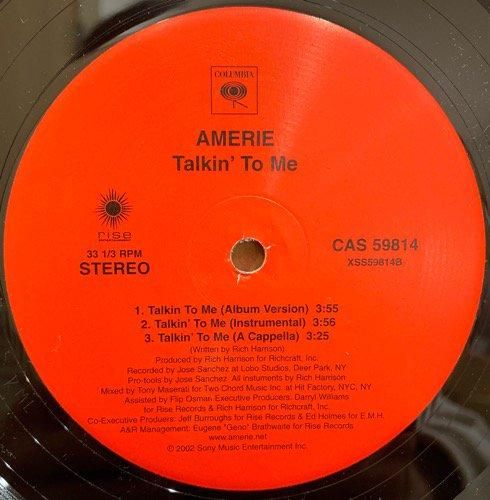 COLUMBIA
AMERIE
Talkin' To Me
rise
ENTERTAINMENT
33 1/3 RPM
STEREO
CAS 59814
XSS59814B
1. Talkin To Me (Album Version) 3:55
2. Talkin' To Me (Instrumental) 3:56
3. Talkin' To Me (A Cappella) 3:25
(Written by Rich Harrison)
Produced by Rich Harrison for Richcraft, Inc.
Recorded by Jose Sanchez at Lobo Studios, Deer Park, NY
Pro-tools by Jose Sanchez. All instuments by Rich Harrison
Mixed by Tony Maserati for Two Chord Music Inc. at Hit Factory, NYC, NY
Assisted by Flip Osman Executive Producers: Darryl Williams
for Rise Records & Rich Harrison for Richcraft, Inc.
Co-Executive Produers: Jeff Burroughs for Rise Records & Ed Holmes for E.M.H.
A&R Management: Eugene "Geno" Brathwaite for Rise Records
www.amerie.net
© 2002 Sony Music Entertainment Inc.